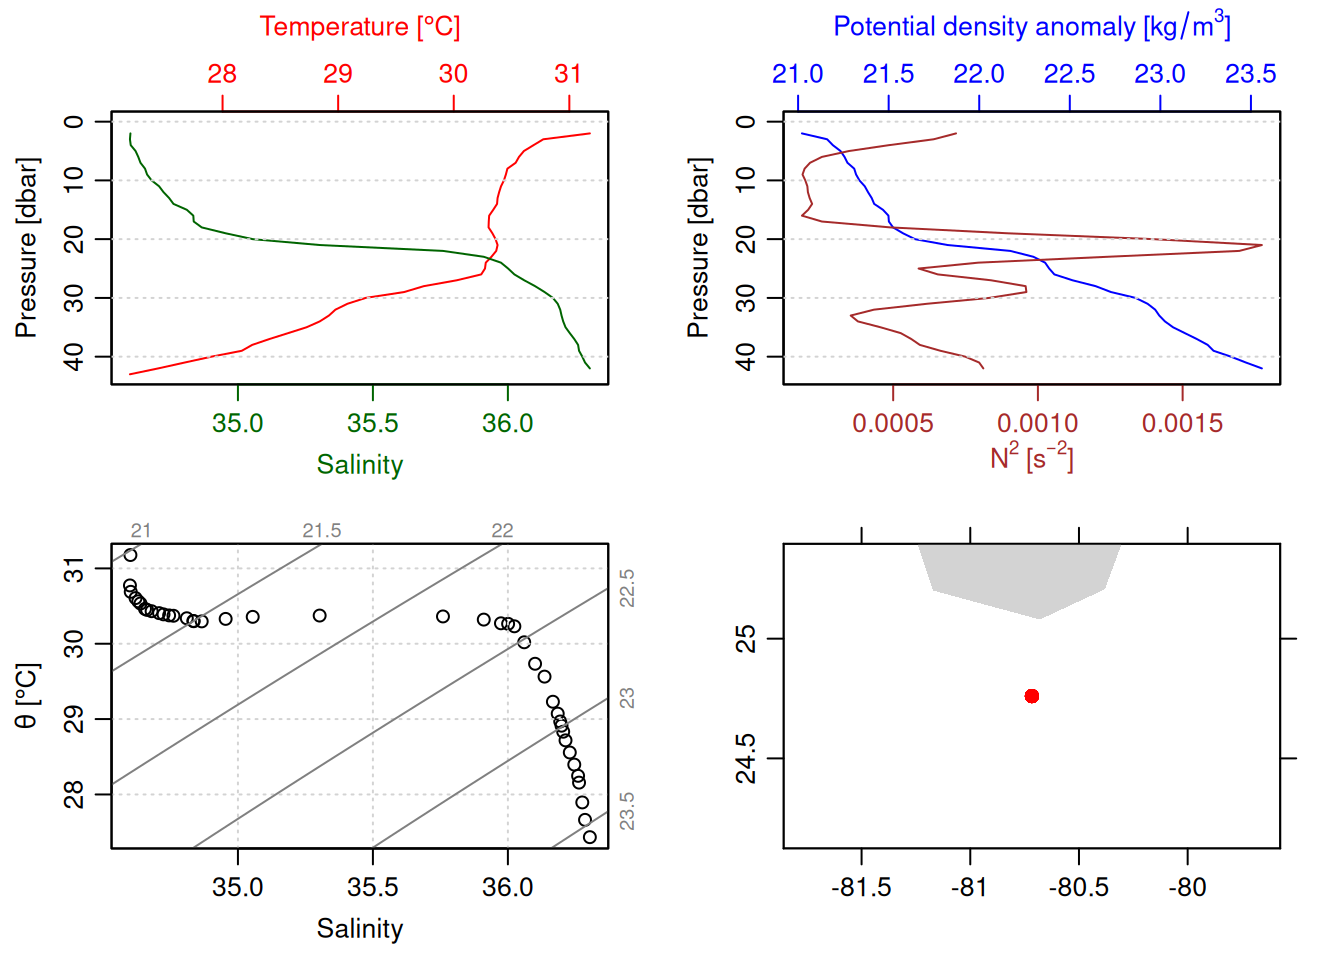 Temperature [°C]
28 29 30 31
0
10
20
30
40
Pressure [dbar]
35.0 35.5 36.0
Salinity
Potential density anomaly [kg/m³]
21.0 21.5 22.0 22.5 23.0 23.5
0
10
20
30
40
Pressure [dbar]
0.0005 0.0010 0.0015
N² [s⁻²]
21 21.5 22
22.5
23
23.5
31
30
29
28
θ [°C]
35.0 35.5 36.0
Salinity
25
24.5
-81.5 -81 -80.5 -80